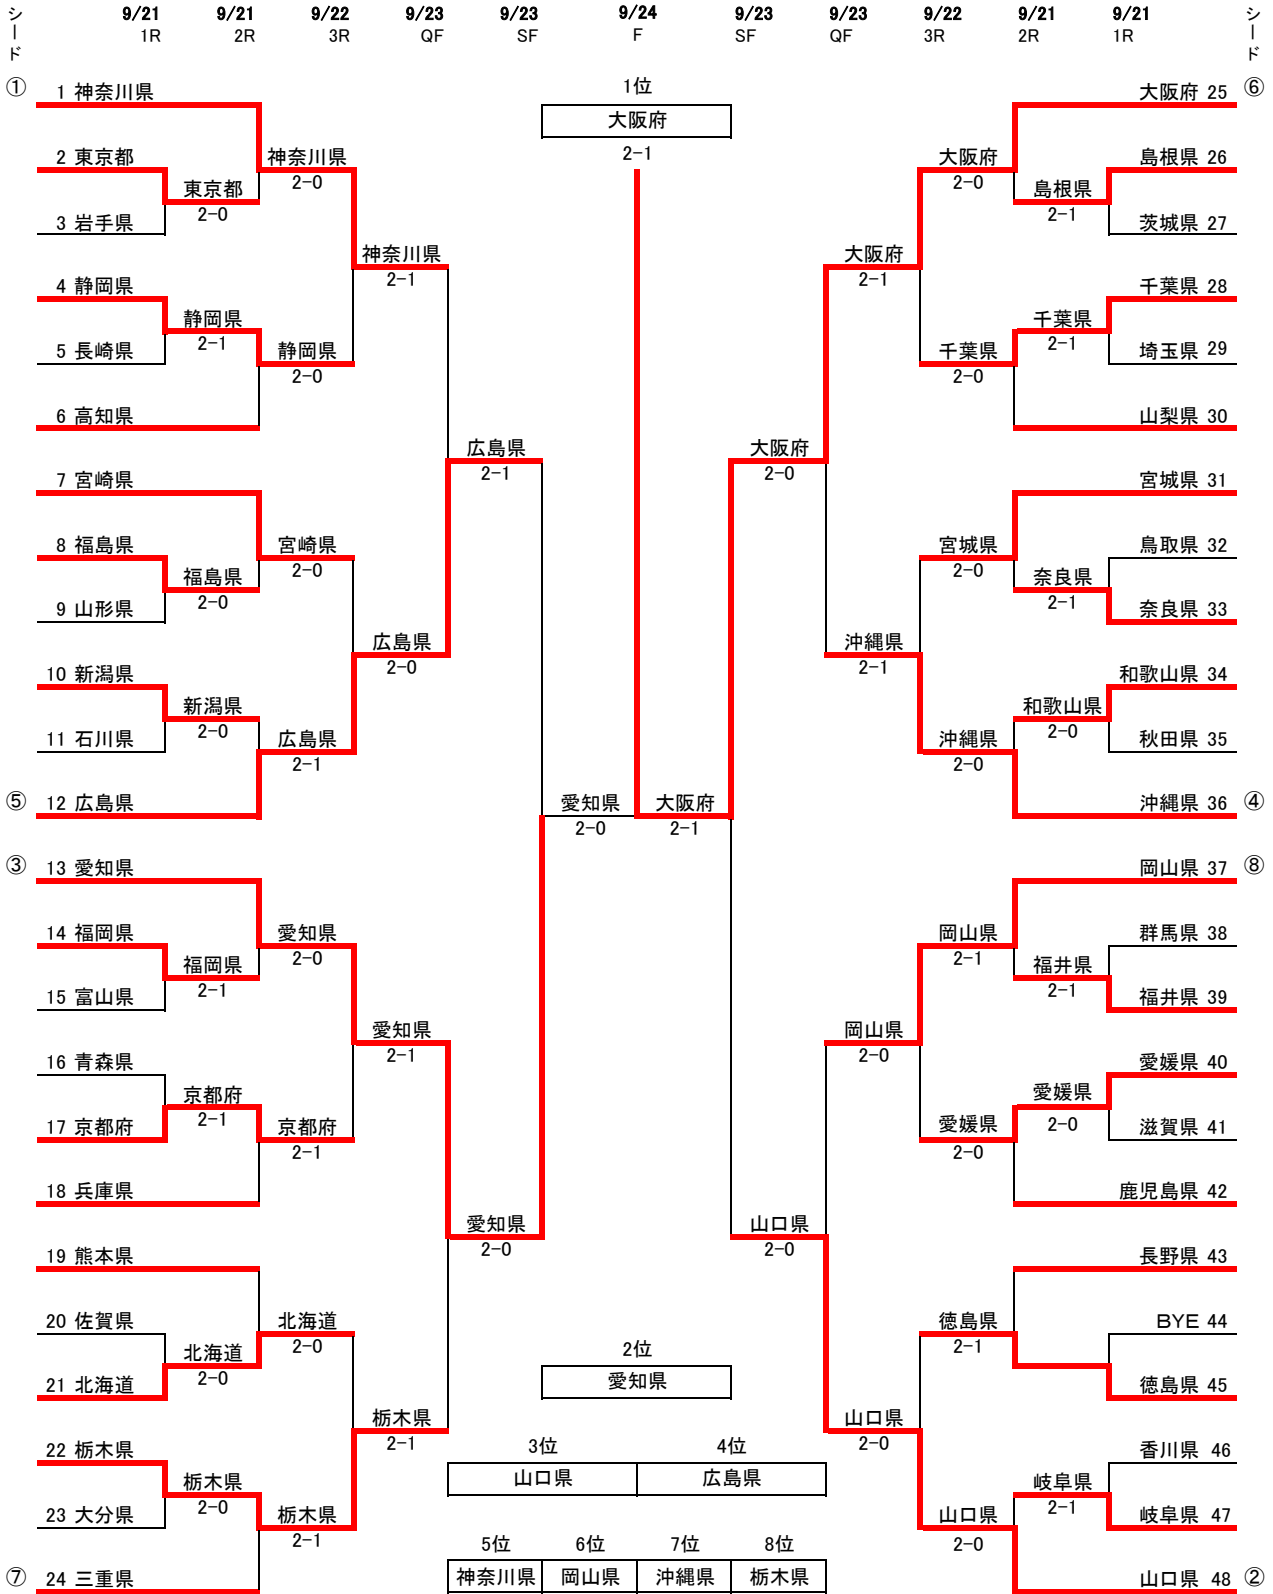 シード 9/21 9/21 9/22 9/23 9/23 9/24 9/23 9/23 9/22 9/21 9/21 シード
1R 2R 3R QF SF F SF QF 3R 2R 1R
① 1 神奈川県 1位 大阪府 25 ⑥
大阪府
2 東京都 神奈川県 2-1 大阪府 島根県 26
2-0 2-0
東京都 島根県
2-0 2-1
3 岩手県 茨城県 27
神奈川県 大阪府
2-1 2-1
4 静岡県 千葉県 28
静岡県 千葉県
2-1 2-1
5 長崎県 静岡県 千葉県 埼玉県 29
2-0 2-0
6 高知県 山梨県 30
広島県 大阪府
2-1 2-0
7 宮崎県 宮城県 31
8 福島県 宮崎県 宮城県 鳥取県 32
2-0 2-0
福島県 奈良県
2-0 2-1
9 山形県 奈良県 33
広島県 沖縄県
2-0 2-1
10 新潟県 和歌山県 34
新潟県 和歌山県
2-0 2-0
11 石川県 広島県 沖縄県 秋田県 35
2-1 2-0
⑤ 12 広島県 愛知県 大阪府 沖縄県 36 ④
2-0 2-1
③ 13 愛知県 岡山県 37 ⑧
14 福岡県 愛知県 岡山県 群馬県 38
2-0 2-1
福岡県 福井県
2-1 2-1
15 富山県 福井県 39
愛知県 岡山県
2-1 2-0
16 青森県 愛媛県 40
京都府 愛媛県
2-1 2-0
17 京都府 京都府 愛媛県 滋賀県 41
2-1 2-0
18 兵庫県 鹿児島県 42
愛知県 山口県
2-0 2-0
19 熊本県 長野県 43
20 佐賀県 北海道 徳島県 BYE 44
2-0 2-1
北海道 2位
2-0 愛知県
21 北海道 徳島県 45
栃木県 山口県
2-1 2-0
22 栃木県 3位 4位 香川県 46
山口県 広島県
栃木県 岐阜県
2-0 2-1
23 大分県 栃木県 山口県 岐阜県 47
2-1 2-0
5位 6位 7位 8位
⑦ 24 三重県 神奈川県 岡山県 沖縄県 栃木県 山口県 48 ②